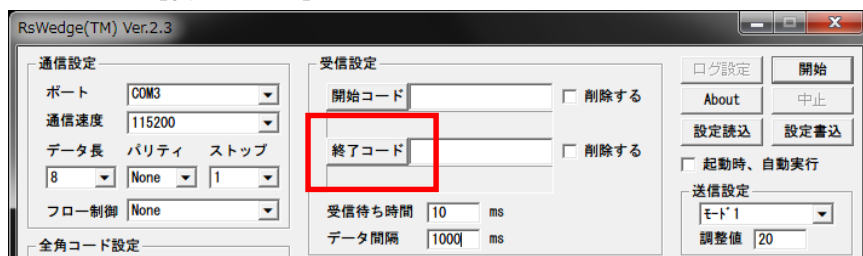 RsWedge(TM) Ver.2.3
通信設定
ポート COM3
通信速度 115200
データ長 パリティ ストップ
8 None 1
フロー制御 None
全角コード設定
受信設定
開始コード 削除する
終了コード 削除する
受信待ち時間 10 ms
データ間隔 1000 ms
ログ設定 開始
About 中止
設定読込 設定書込
起動時、自動実行
送信設定
ﾓｰﾄﾞ1
調整値 20